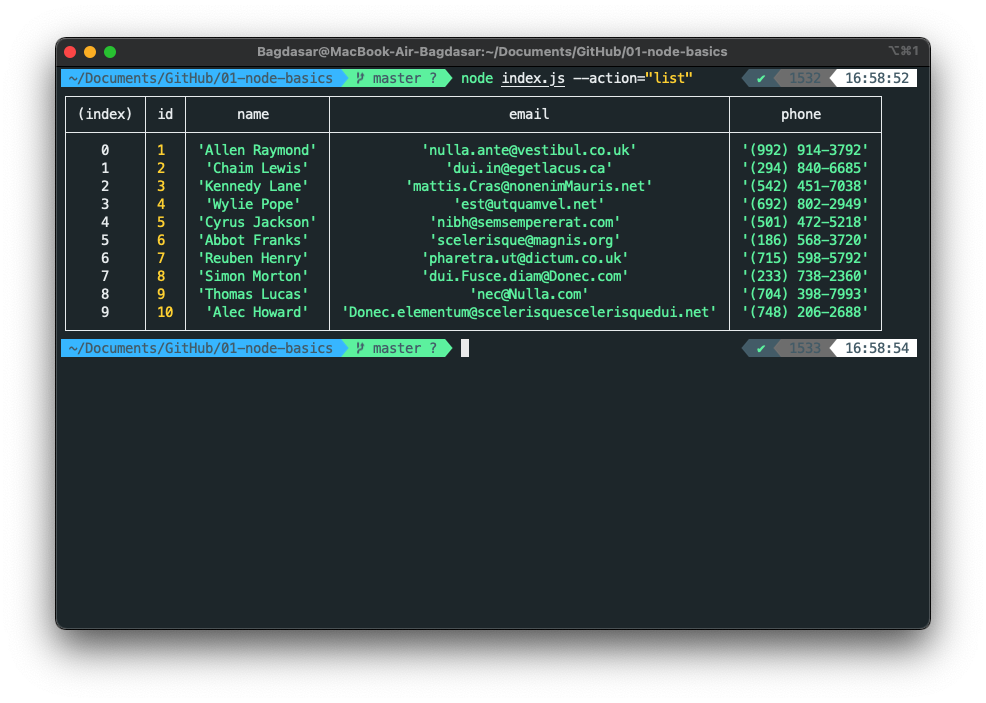 Bagdasar@MacBook-Air-Bagdasar:~/Documents/GitHub/01-node-basics ⌥⌘1
~/Documents/GitHub/01-node-basics master ? node index.js --action="list" ✔ 1532 16:58:52
(index) id name email phone
0 1 'Allen Raymond' 'nulla.ante@vestibul.co.uk' '(992) 914-3792'
1 2 'Chaim Lewis' 'dui.in@egetlacus.ca' '(294) 840-6685'
2 3 'Kennedy Lane' 'mattis.Cras@nonenimMauris.net' '(542) 451-7038'
3 4 'Wylie Pope' 'est@utquamvel.net' '(692) 802-2949'
4 5 'Cyrus Jackson' 'nibh@semsempererat.com' '(501) 472-5218'
5 6 'Abbot Franks' 'scelerisque@magnis.org' '(186) 568-3720'
6 7 'Reuben Henry' 'pharetra.ut@dictum.co.uk' '(715) 598-5792'
7 8 'Simon Morton' 'dui.Fusce.diam@Donec.com' '(233) 738-2360'
8 9 'Thomas Lucas' 'nec@Nulla.com' '(704) 398-7993'
9 10 'Alec Howard' 'Donec.elementum@scelerisquescelerisquedui.net' '(748) 206-2688'
~/Documents/GitHub/01-node-basics master ? ✔ 1533 16:58:54